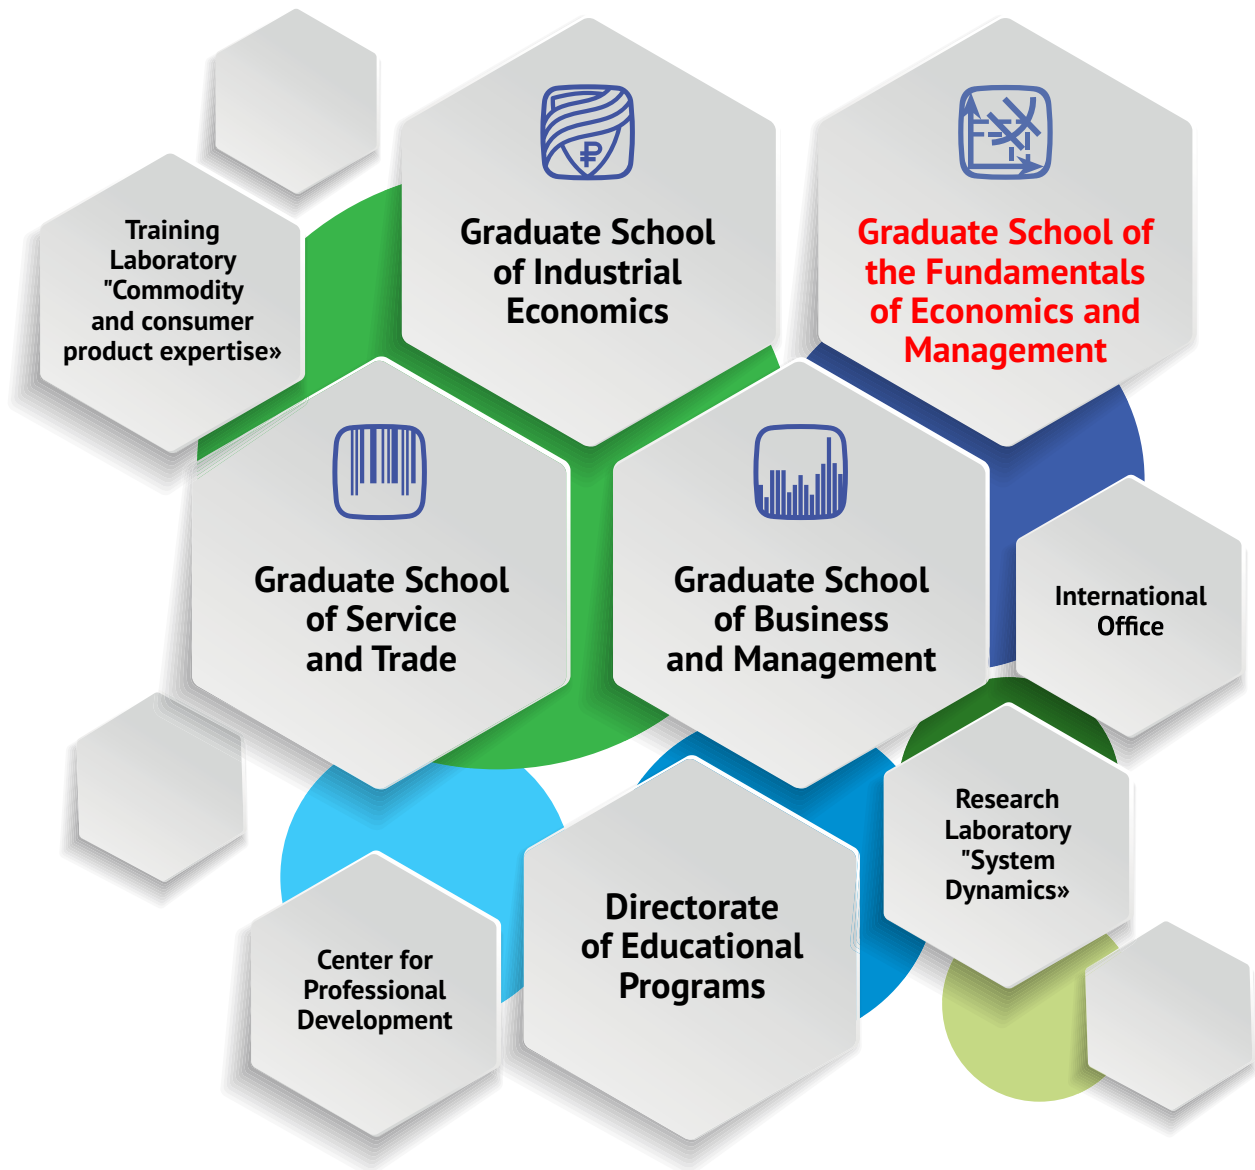 Training
Laboratory
"Commodity
and consumer
product expertise»
Graduate School
of Industrial
Economics
Graduate School of
the Fundamentals
of Economics and
Management
Graduate School
of Service
and Trade
Graduate School
of Business
and Management
International
Office
Research
Laboratory
"System
Dynamics»
Directorate
of Educational
Programs
Center for
Professional
Development